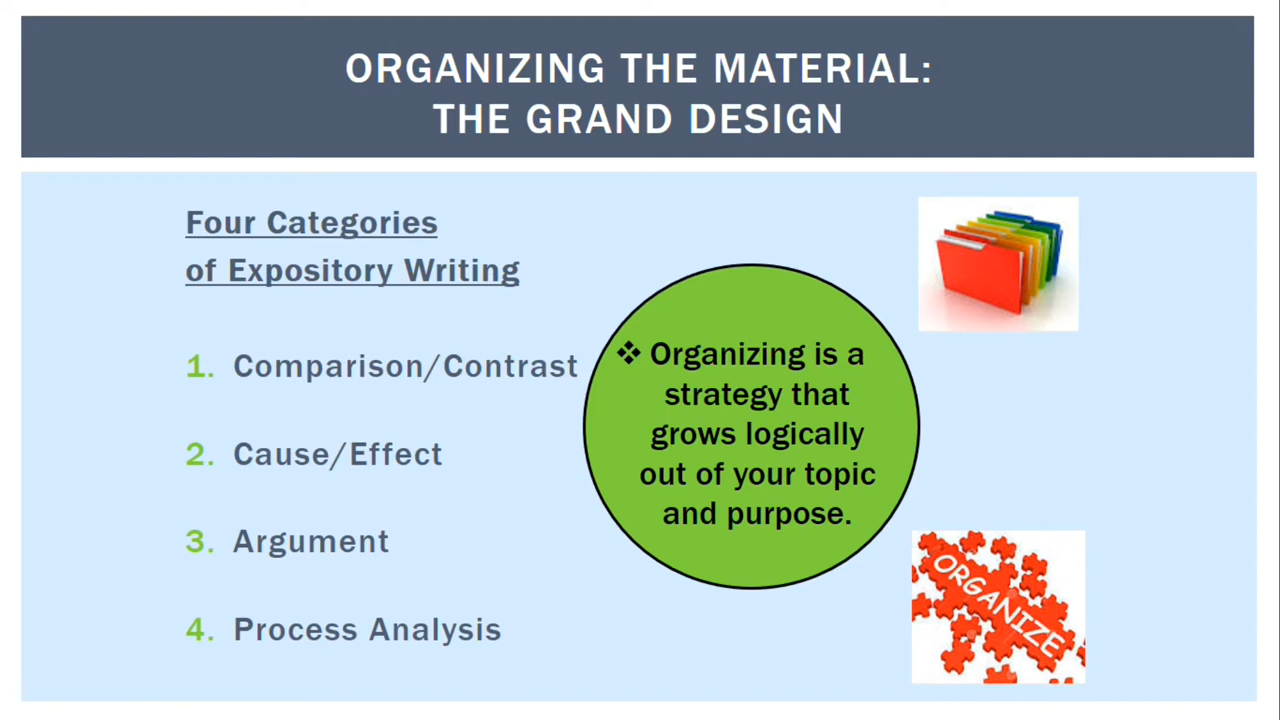 ORGANIZING THE MATERIAL:
THE GRAND DESIGN
Four Categories
of Expository Writing
1. Comparison/Contrast
2. Cause/Effect
3. Argument
4. Process Analysis
❖ Organizing is a
strategy that
grows logically
out of your topic
and purpose.
ORGANIZE